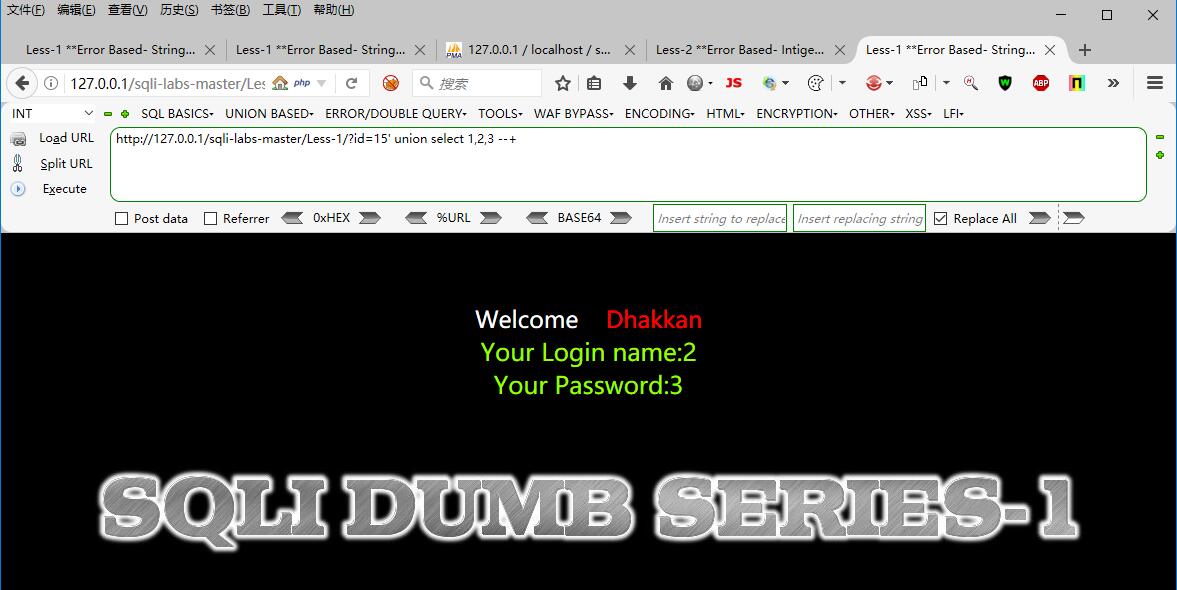 文件(F) 编辑(E) 查看(V) 历史(S) 书签(B) 工具(T) 帮助(H)
Less-1 **Error Based- String... Less-1 **Error Based- String... PMA 127.0.0.1 / localhost / s... Less-2 **Error Based- Intige... Less-1 **Error Based- String...
127.0.0.1/sqli-labs-master/Les php 搜索 JS ABP
INT SQL BASICS UNION BASED ERROR/DOUBLE QUERY TOOLS WAF BYPASS ENCODING HTML ENCRYPTION OTHER XSS LFI
Load URL http://127.0.0.1/sqli-labs-master/Less-1/?id=15' union select 1,2,3 --+
Split URL
Execute
Post data Referrer 0xHEX %URL BASE64 Insert string to replace Insert replacing string Replace All
Welcome Dhakkan
Your Login name:2
Your Password:3
SQLI DUMB SERIES-1